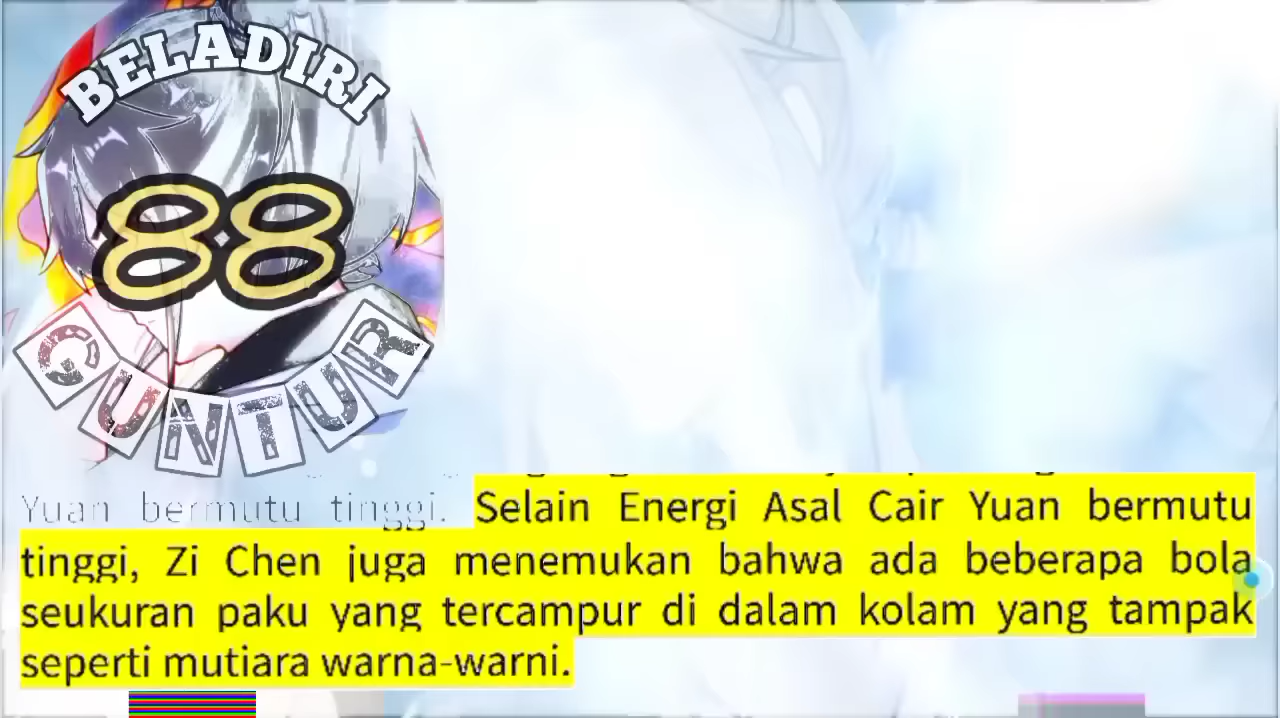 BELADIRI
88
GUNTUR
Yuan bermutu tinggi. Selain Energi Asal Cair Yuan bermutu
tinggi, Zi Chen juga menemukan bahwa ada beberapa bola
seukuran paku yang tercampur di dalam kolam yang tampak
seperti mutiara warna-warni.